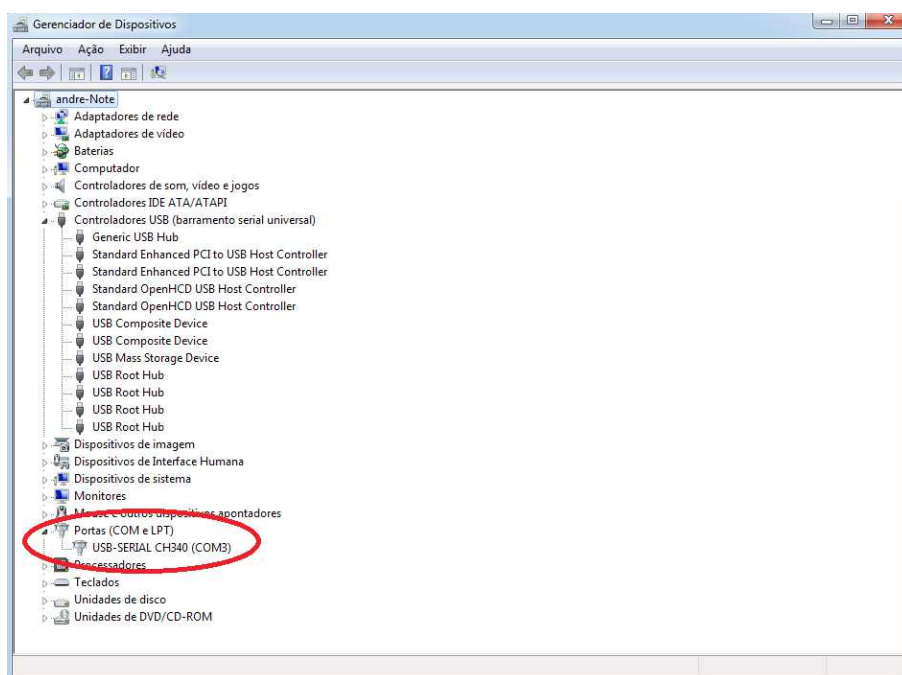 Gerenciador de Dispositivos
Arquivo Ação Exibir Ajuda
andre-Note
Adaptadores de rede
Adaptadores de vídeo
Baterias
Computador
Controladores de som, vídeo e jogos
Controladores IDE ATA/ATAPI
Controladores USB (barramento serial universal)
Generic USB Hub
Standard Enhanced PCI to USB Host Controller
Standard Enhanced PCI to USB Host Controller
Standard OpenHCD USB Host Controller
Standard OpenHCD USB Host Controller
USB Composite Device
USB Composite Device
USB Mass Storage Device
USB Root Hub
USB Root Hub
USB Root Hub
USB Root Hub
Dispositivos de imagem
Dispositivos de Interface Humana
Dispositivos de sistema
Monitores
Mouse e outros dispositivos apontadores
Portas (COM e LPT)
USB-SERIAL CH340 (COM3)
Processadores
Teclados
Unidades de disco
Unidades de DVD/CD-ROM